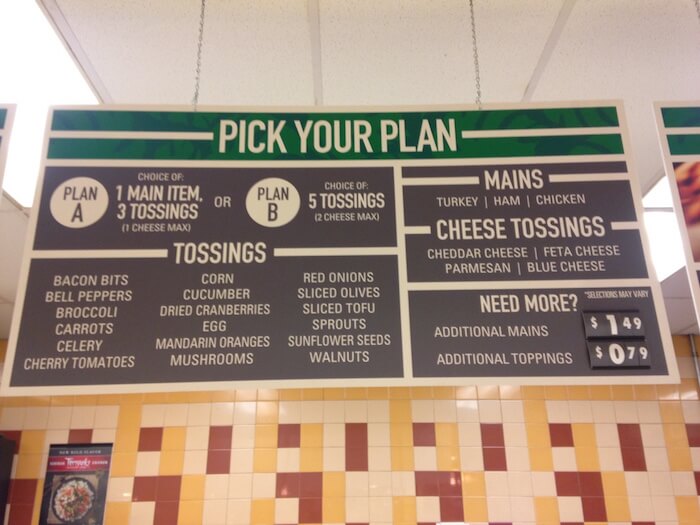 PICK YOUR PLAN
PLAN A
CHOICE OF:
1 MAIN ITEM,
3 TOSSINGS
(1 CHEESE MAX)
OR
PLAN B
CHOICE OF:
5 TOSSINGS
(2 CHEESE MAX)
TOSSINGS
BACON BITS
BELL PEPPERS
BROCCOLI
CARROTS
CELERY
CHERRY TOMATOES
CORN
CUCUMBER
DRIED CRANBERRIES
EGG
MANDARIN ORANGES
MUSHROOMS
RED ONIONS
SLICED OLIVES
SLICED TOFU
SPROUTS
SUNFLOWER SEEDS
WALNUTS
MAINS
TURKEY | HAM | CHICKEN
CHEESE TOSSINGS
CHEDDAR CHEESE | FETA CHEESE
PARMESAN | BLUE CHEESE
NEED MORE? *SELECTIONS MAY VARY
ADDITIONAL MAINS $ 1 49
ADDITIONAL TOPPINGS $ 0 79